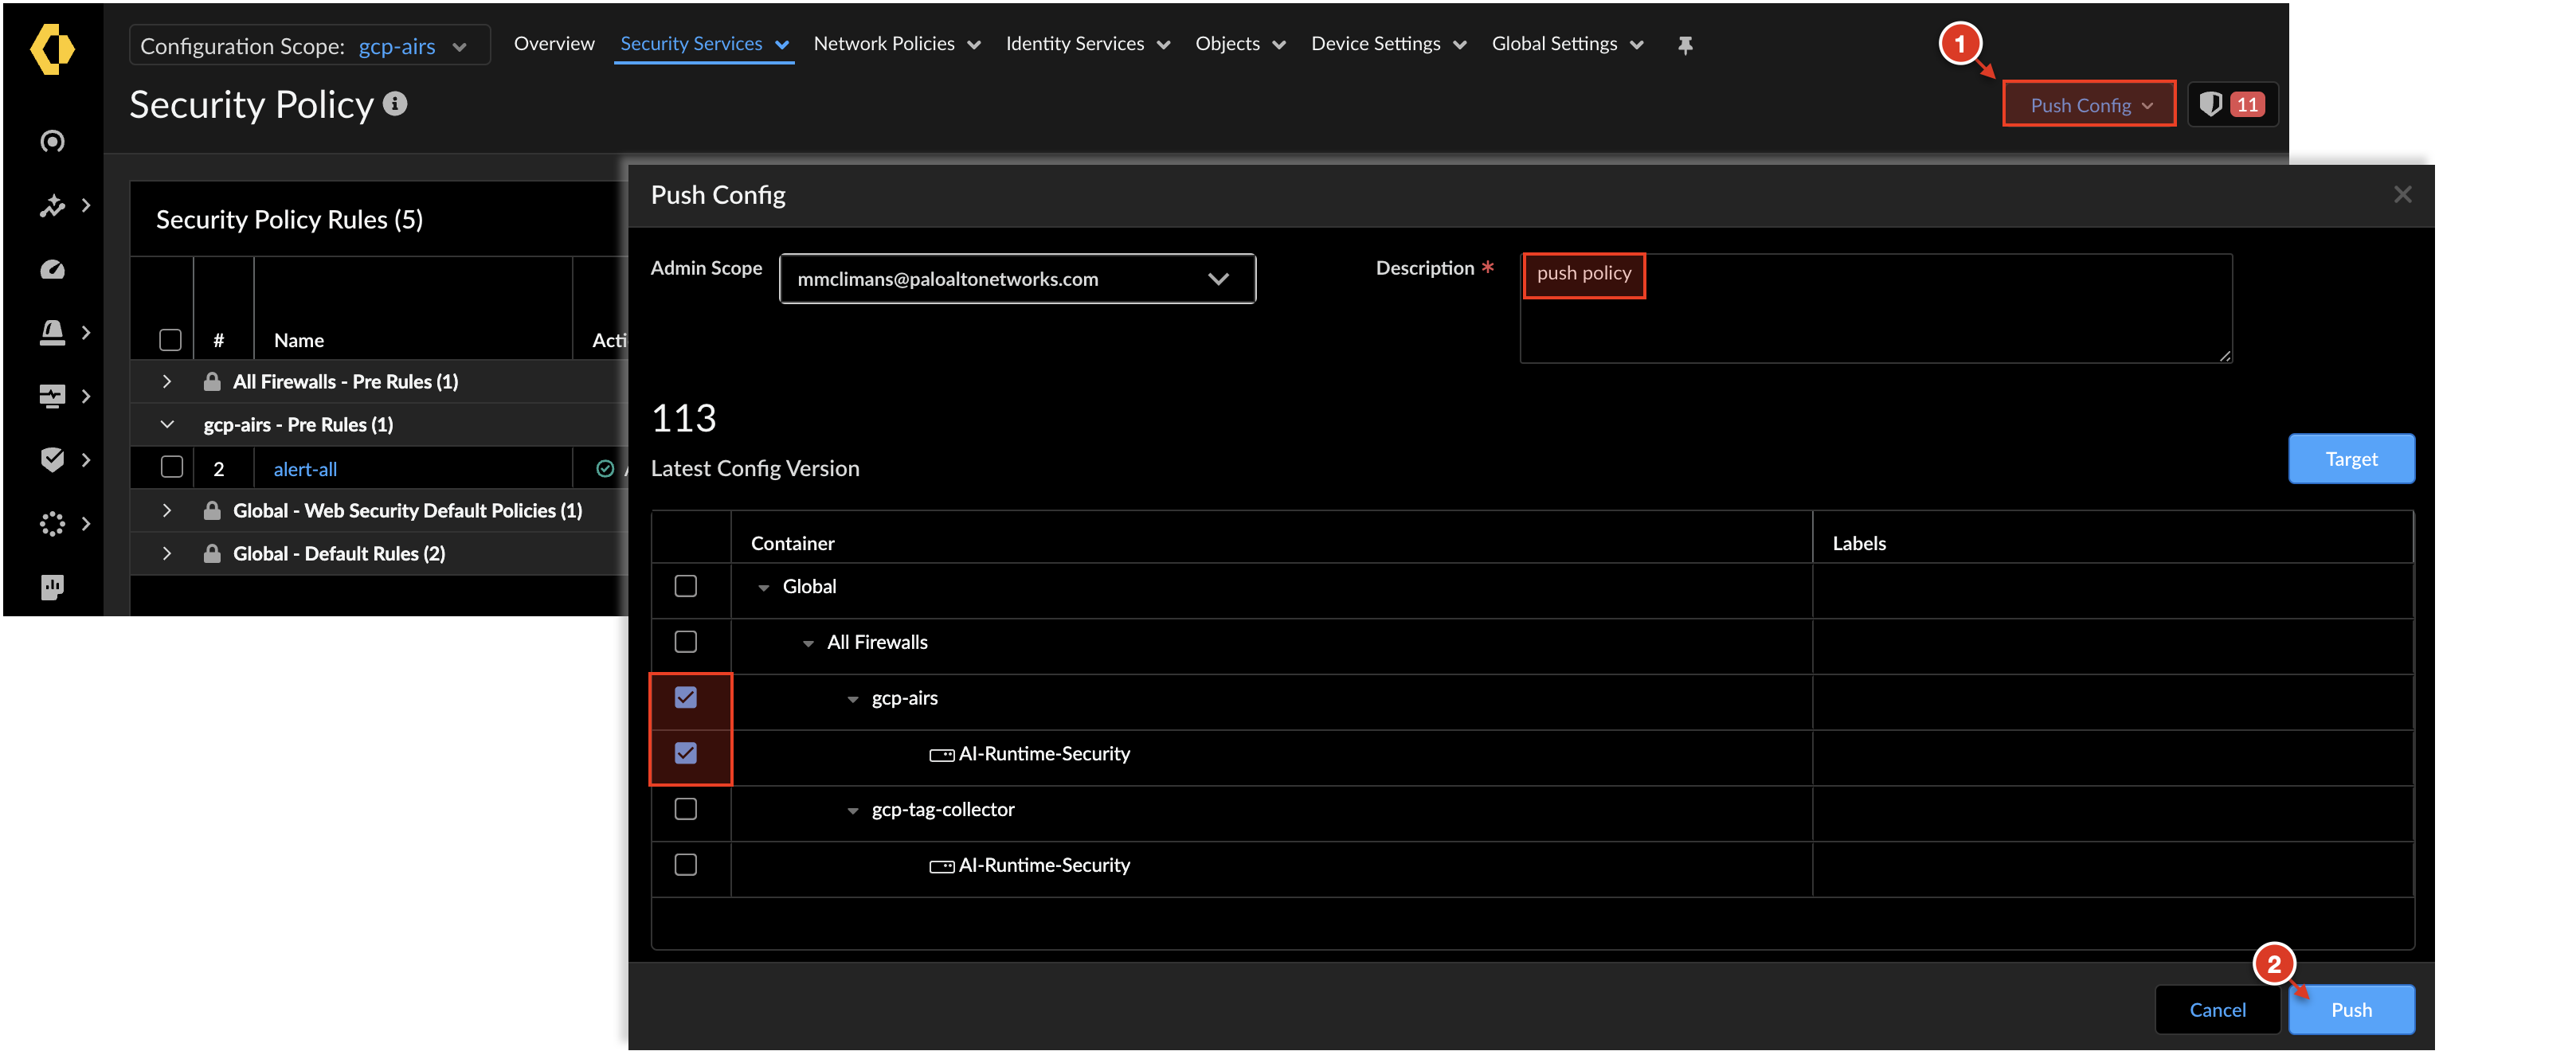 Configuration Scope: gcp-airs
Overview
Security Services
Network Policies
Identity Services
Objects
Device Settings
Global Settings
1
Security Policy
Push Config
11
Security Policy Rules (5)
# Name Acti
All Firewalls - Pre Rules (1)
gcp-airs - Pre Rules (1)
2 alert-all
Global - Web Security Default Policies (1)
Global - Default Rules (2)
Push Config
Admin Scope
mmclimans@paloaltonetworks.com
Description *
push policy
113
Latest Config Version
Target
Container Labels
Global
All Firewalls
gcp-airs
AI-Runtime-Security
gcp-tag-collector
AI-Runtime-Security
2
Cancel
Push